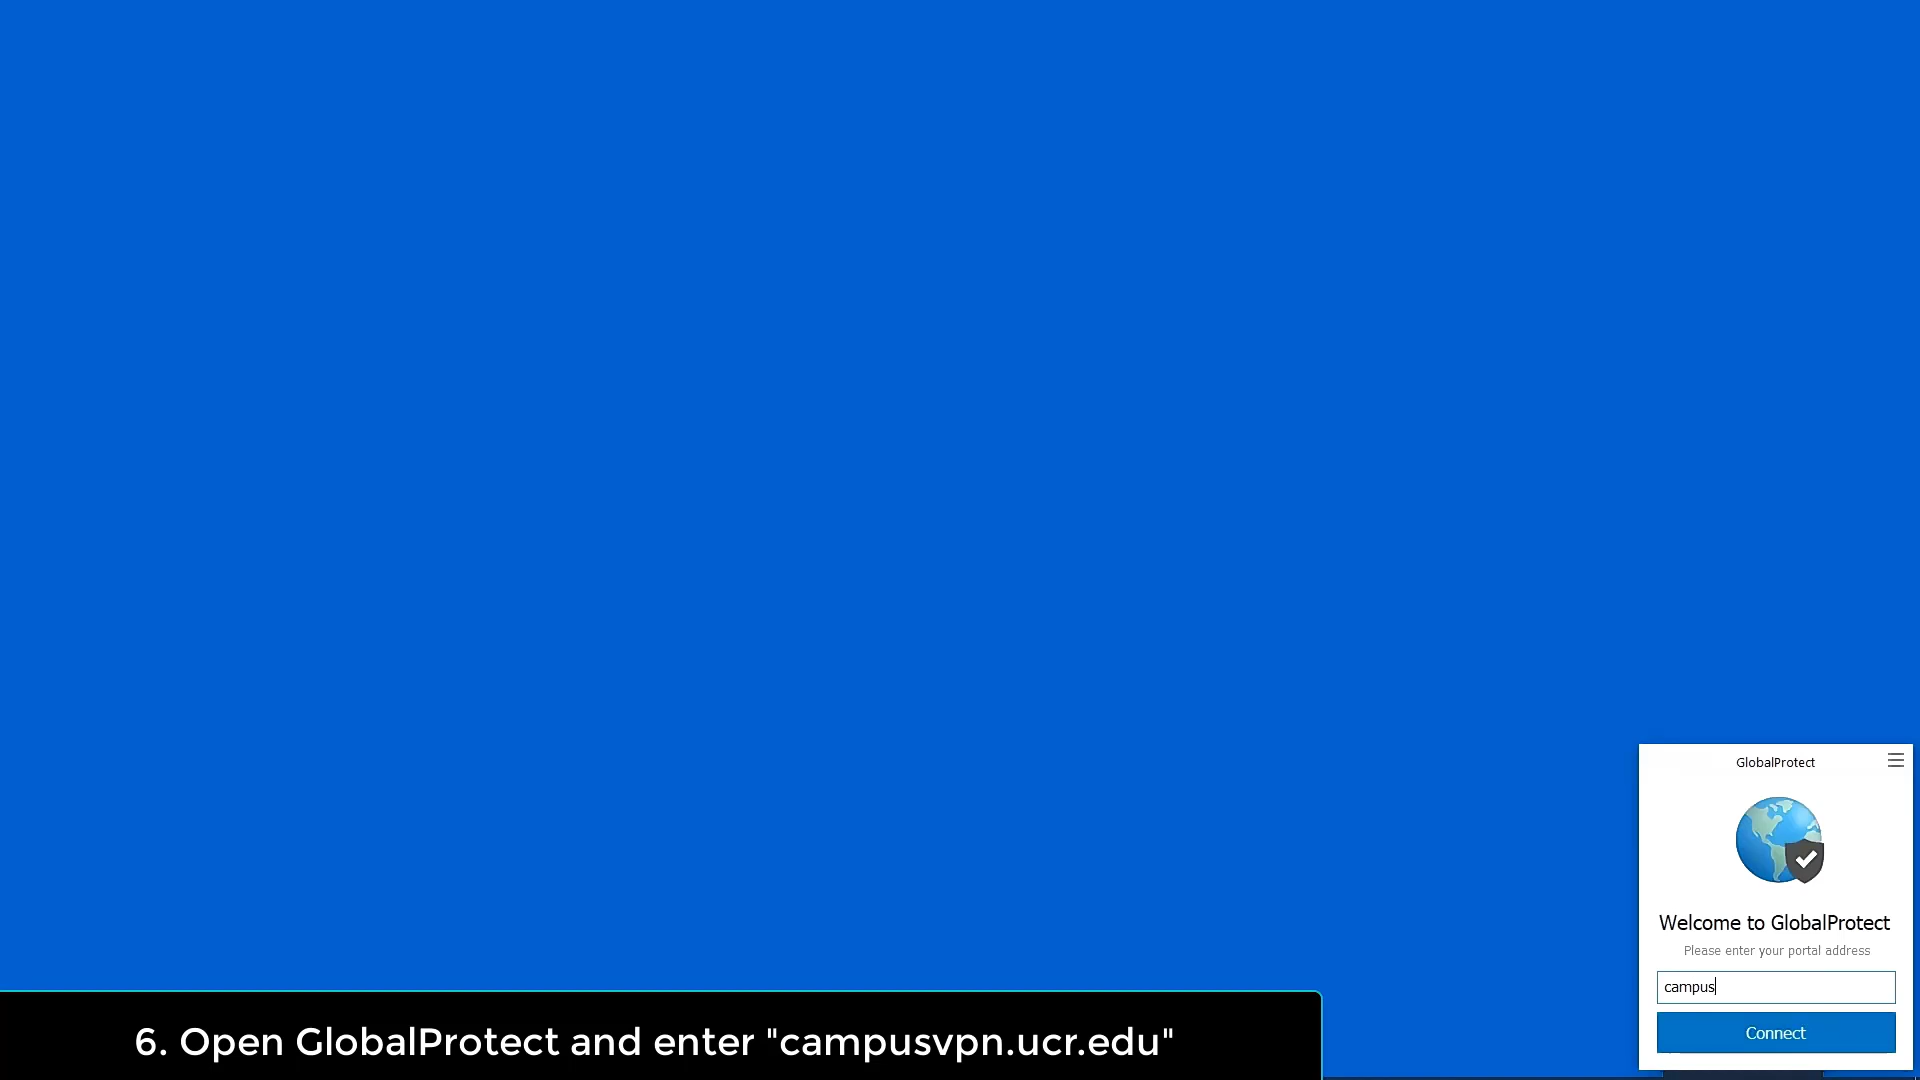 GlobalProtect
Welcome to GlobalProtect
Please enter your portal address
campus
Connect
6. Open GlobalProtect and enter "campusvpn.ucr.edu"